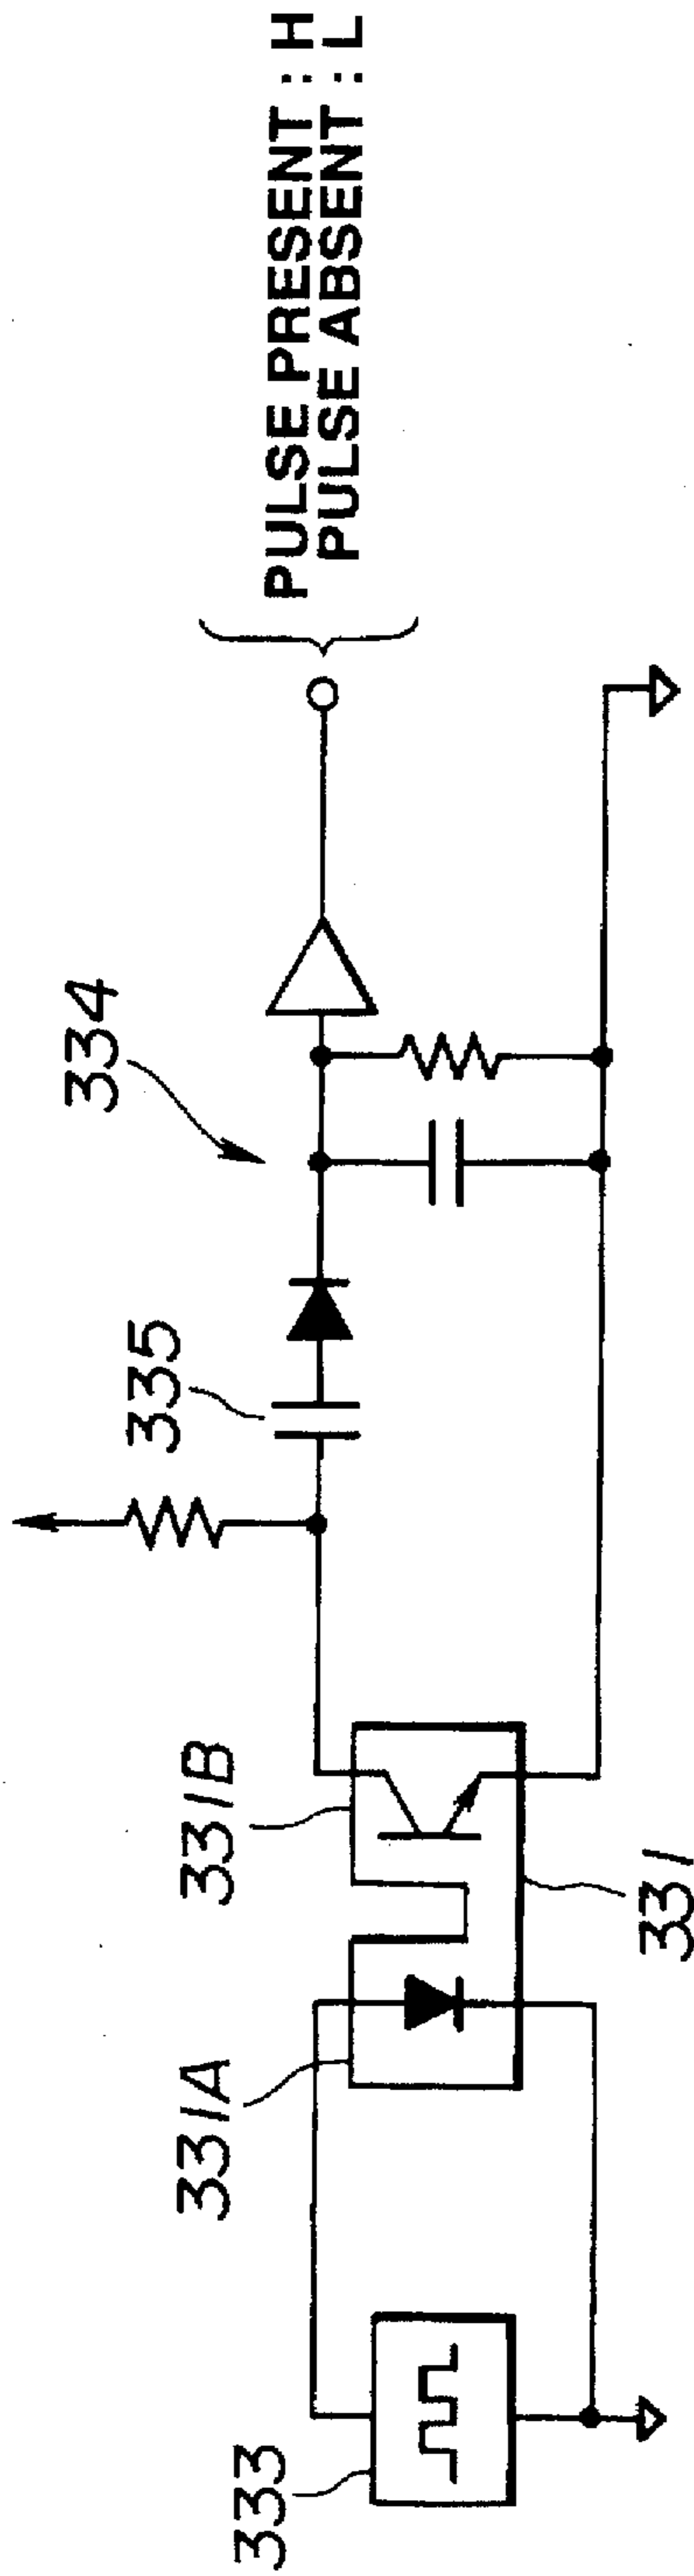 PULSE PRESENT : H
PULSE ABSENT : L
334
335
331B
331A
331
333